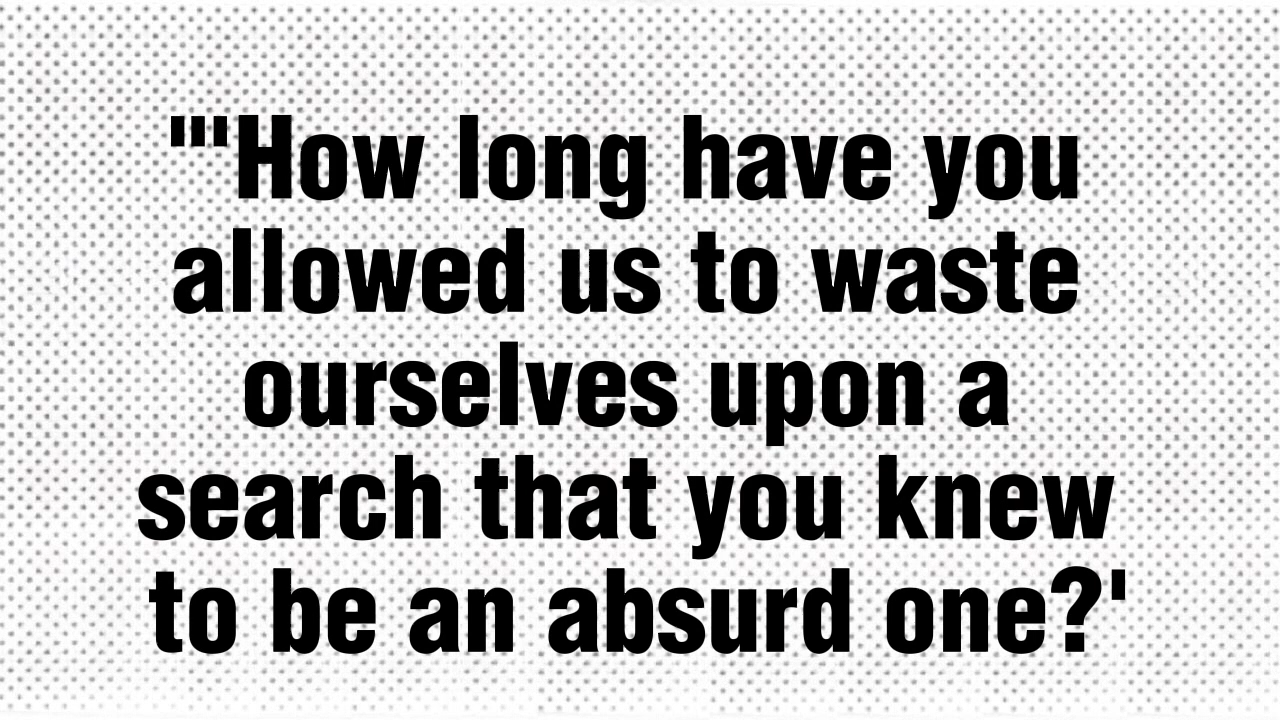 "'How long have you
allowed us to waste
ourselves upon a
search that you knew
to be an absurd one?'